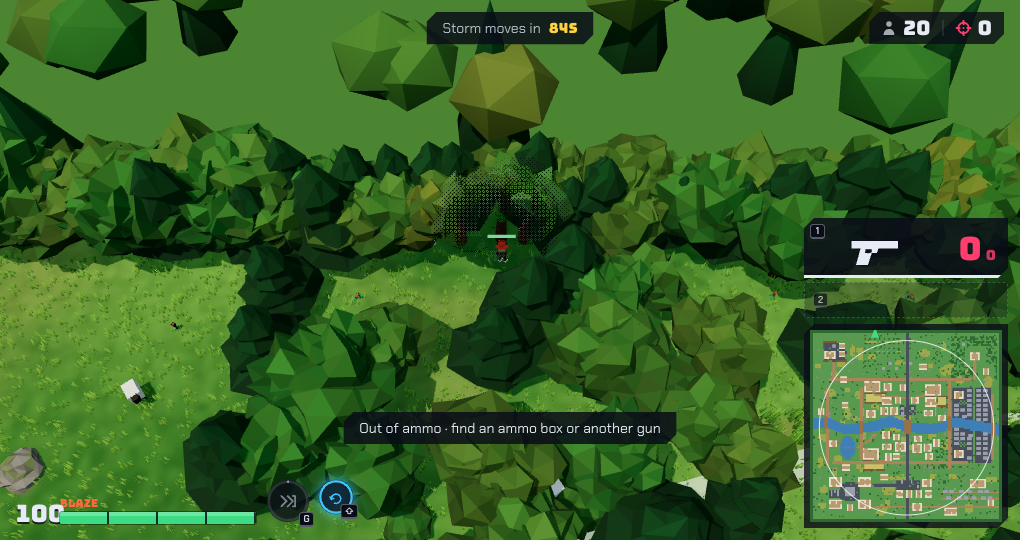 Storm moves in 84S
20 0
1
0 0
2
Out of ammo · find an ammo box or another gun
BLAZE
100
G